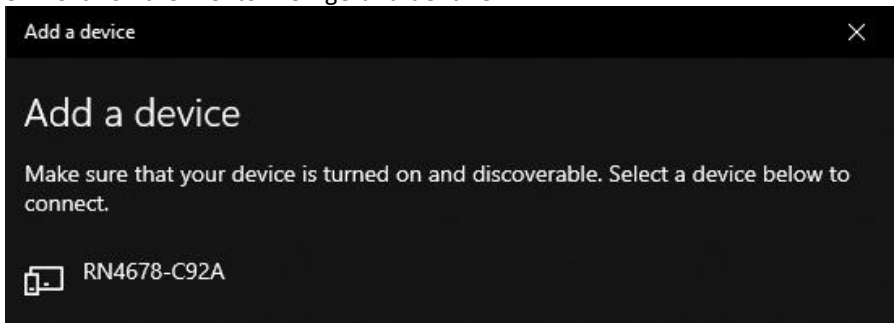 Add a device
Add a device
Make sure that your device is turned on and discoverable. Select a device below to
connect.
RN4678-C92A